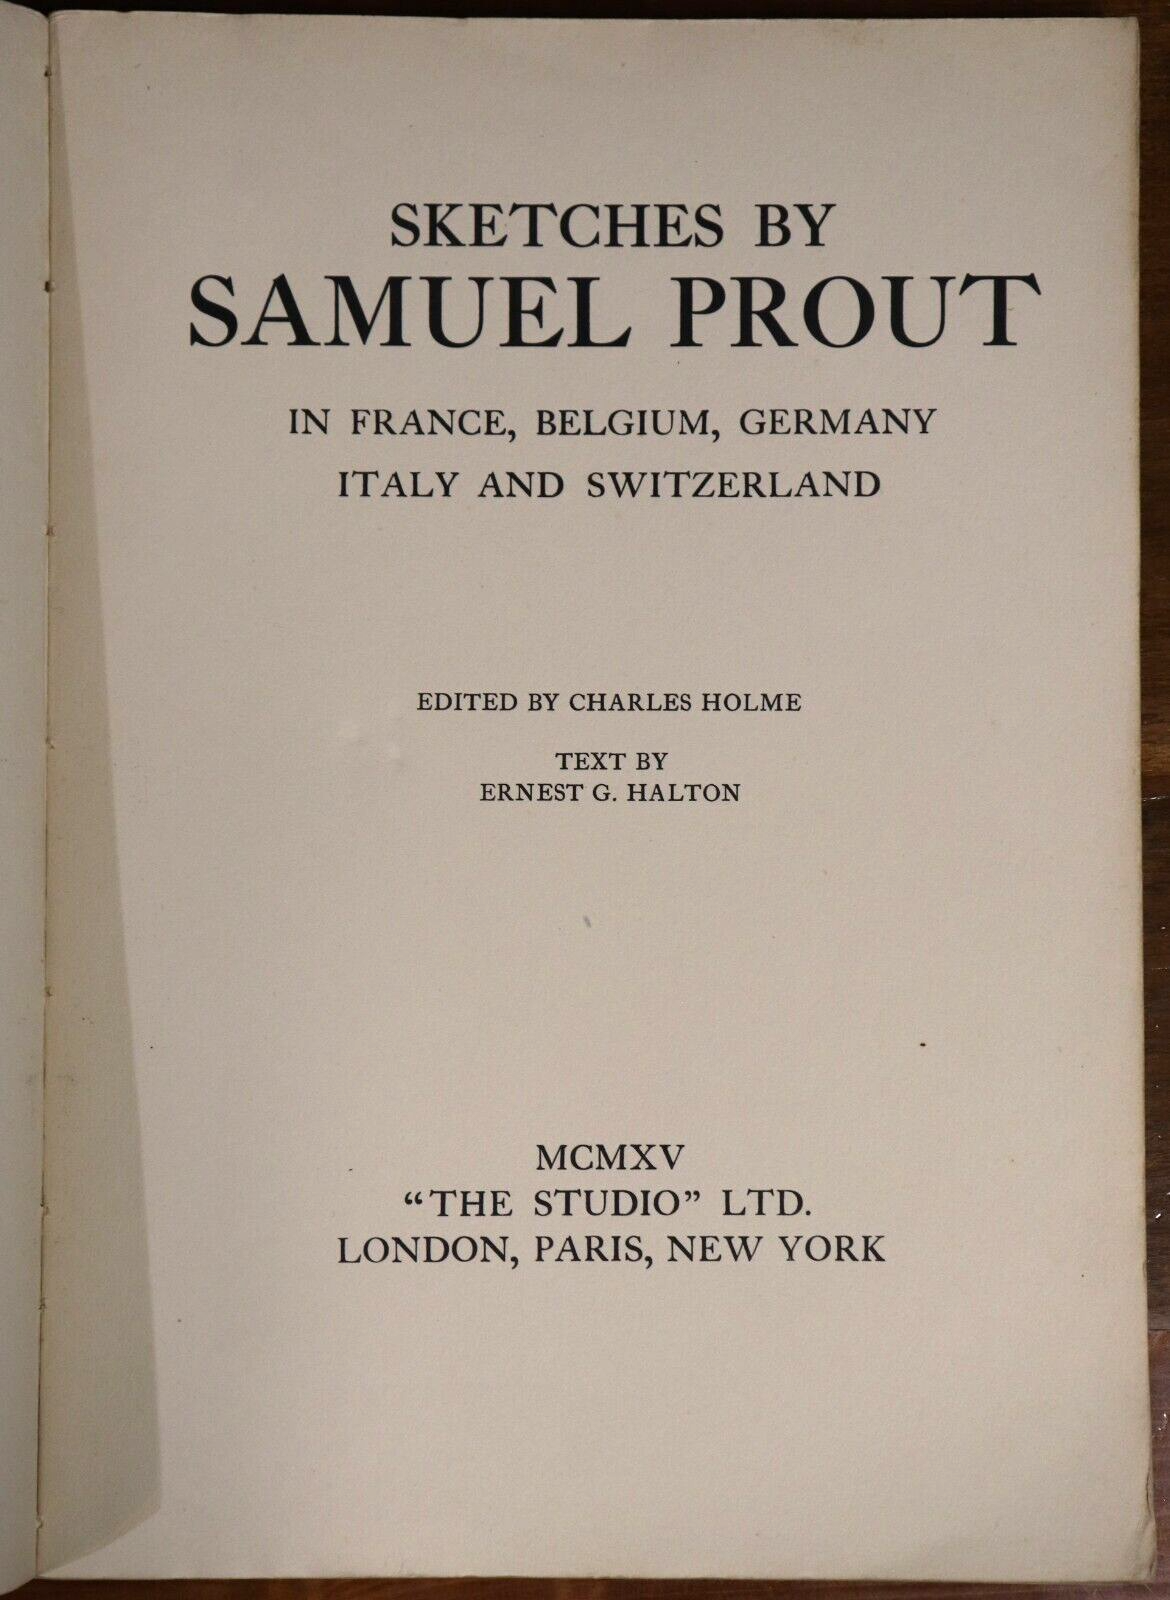 SKETCHES BY
SAMUEL PROUT
IN FRANCE, BELGIUM, GERMANY
ITALY AND SWITZERLAND
EDITED BY CHARLES HOLME
TEXT BY
ERNEST G. HALTON
MCMXV
“THE STUDIO” LTD.
LONDON, PARIS, NEW YORK